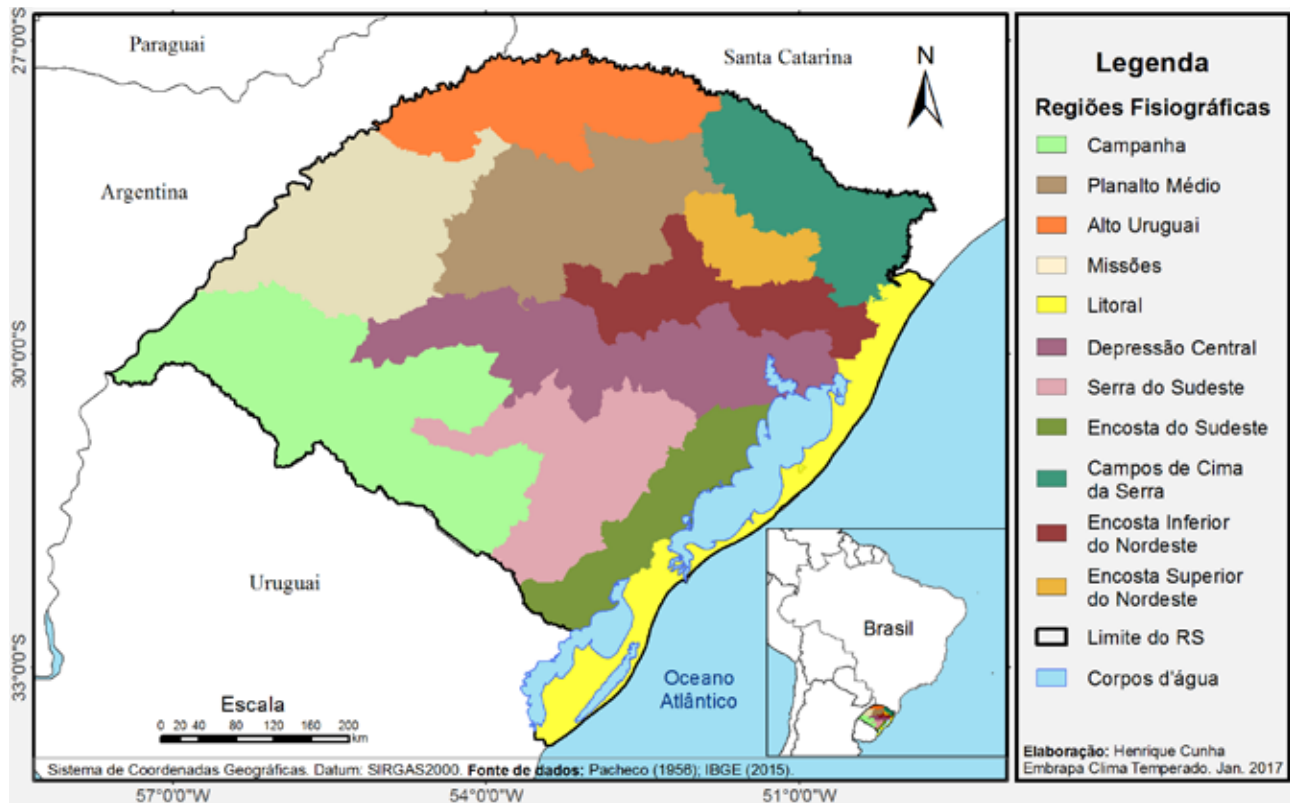 Paraguai
Santa Catarina
N
Argentina
Uruguai
Oceano
Atlântico
Brasil
27°0'0"S
30°0'0"S
33°0'0"S
57°0'0"W
54°0'0"W
51°0'0"W
Escala
0 20 40 80 120 160 200
km
Sistema de Coordenadas Geográficas. Datum: SIRGAS2000. Fonte de dados: Pacheco (1956); IBGE (2015).
Legenda
Regiões Fisiográficas
Campanha
Planalto Médio
Alto Uruguai
Missões
Litoral
Depressão Central
Serra do Sudeste
Encosta do Sudeste
Campos de Cima
da Serra
Encosta Inferior
do Nordeste
Encosta Superior
do Nordeste
Limite do RS
Corpos d'água
Elaboração: Henrique Cunha
Embrapa Clima Temperado. Jan. 2017